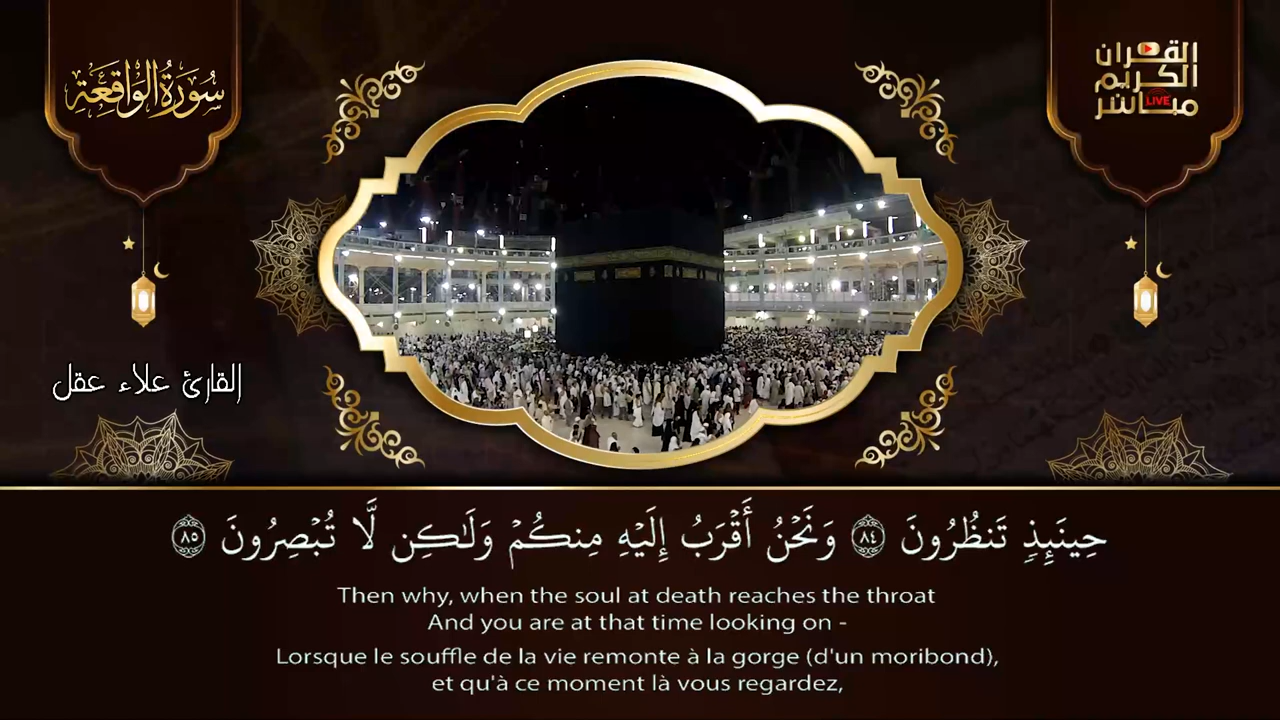 سُورَةُ الْوَاقِعَة
القرآن
الكريم
مباشر
LIVE
القارئ علاء عقل
حِينَئِذٍ تَنظُرُونَ ٨٤ وَنَحْنُ أَقْرَبُ إِلَيْهِ مِنكُمْ وَلَٰكِن لَّا تُبْصِرُونَ ٨٥
Then why, when the soul at death reaches the throat
And you are at that time looking on -
Lorsque le souffle de la vie remonte à la gorge (d'un moribond),
et qu'à ce moment là vous regardez,